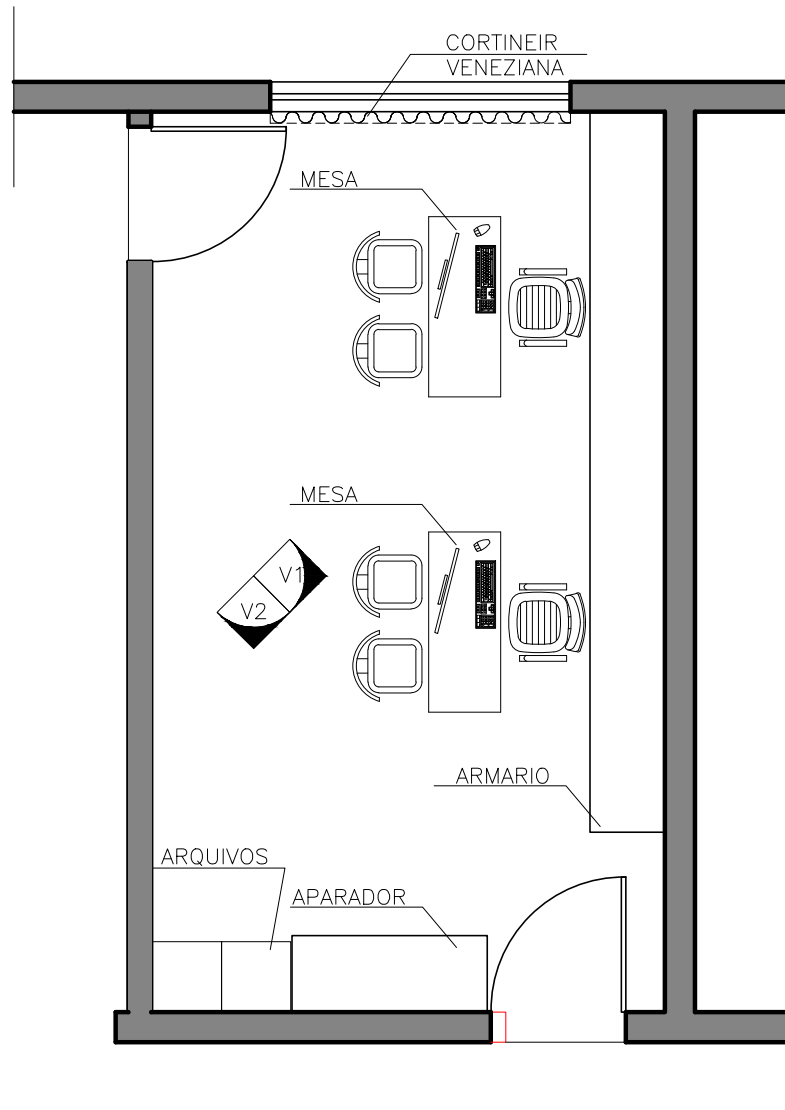 CORTINEIR
VENEZIANA
MESA
MESA
V1
V2
ARMARIO
ARQUIVOS
APARADOR